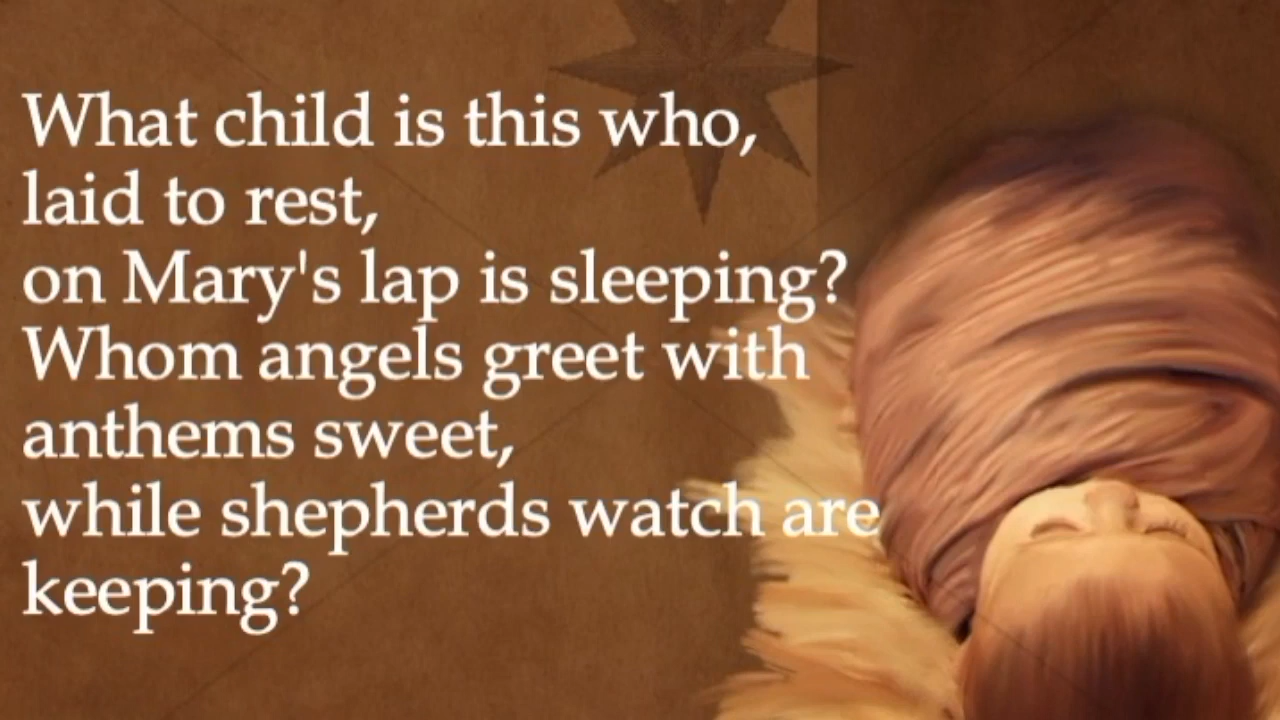 What child is this who,
laid to rest,
on Mary's lap is sleeping?
Whom angels greet with
anthems sweet,
while shepherds watch are
keeping?